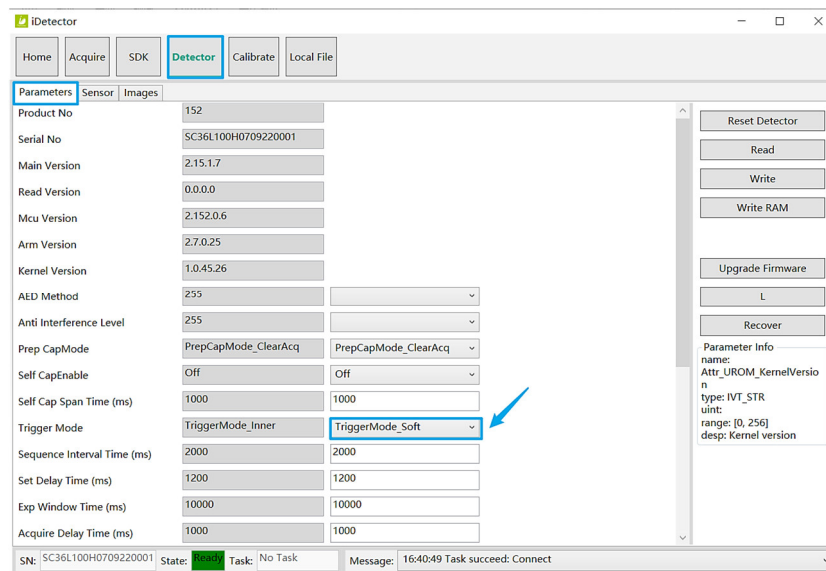 iDetector
Home Acquire SDK Detector Calibrate Local File
Parameters Sensor Images
Product No 152
Serial No SC36L100H0709220001
Main Version 2.15.1.7
Read Version 0.0.0.0
Mcu Version 2.152.0.6
Arm Version 2.7.0.25
Kernel Version 1.0.45.26
AED Method 255
Anti Interference Level 255
Prep CapMode PrepCapMode_ClearAcq PrepCapMode_ClearAcq
Self CapEnable Off Off
Self Cap Span Time (ms) 1000 1000
Trigger Mode TriggerMode_Inner TriggerMode_Soft
Sequence Interval Time (ms) 2000 2000
Set Delay Time (ms) 1200 1200
Exp Window Time (ms) 10000 10000
Acquire Delay Time (ms) 1000 1000
Reset Detector
Read
Write
Write RAM
Upgrade Firmware
L
Recover
Parameter Info
name:
Attr_UROM_KernelVersio
n
type: IVT_STR
uint:
range: [0, 256]
desp: Kernel version
SN: SC36L100H0709220001 State: Ready Task: No Task Message: 16:40:49 Task succeed: Connect